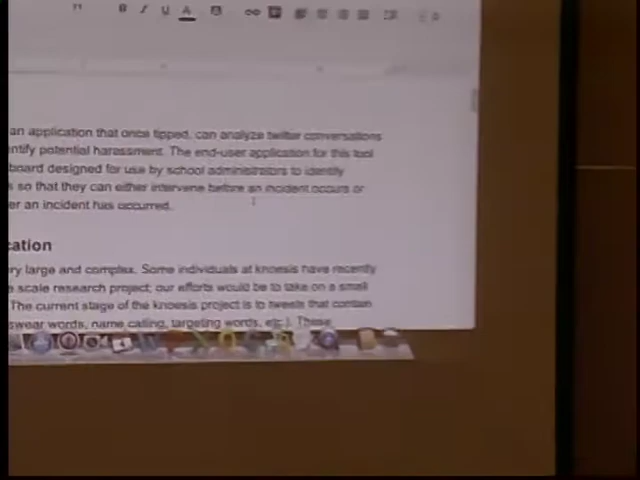 B I U A
an application that once tipped, can analyze twitter conversations
ntify potential harassment. The end-user application for this tool
board designed for use by school administrators to identify
s so that they can either intervene before an incident occurs or
er an incident has occurred.
cation
ry large and complex. Some individuals at knoesis have recently
scale research project; our efforts would be to take on a small
The current stage of the knoesis project is to tweets that contain
swear words, name calling, targeting words, etc.). These